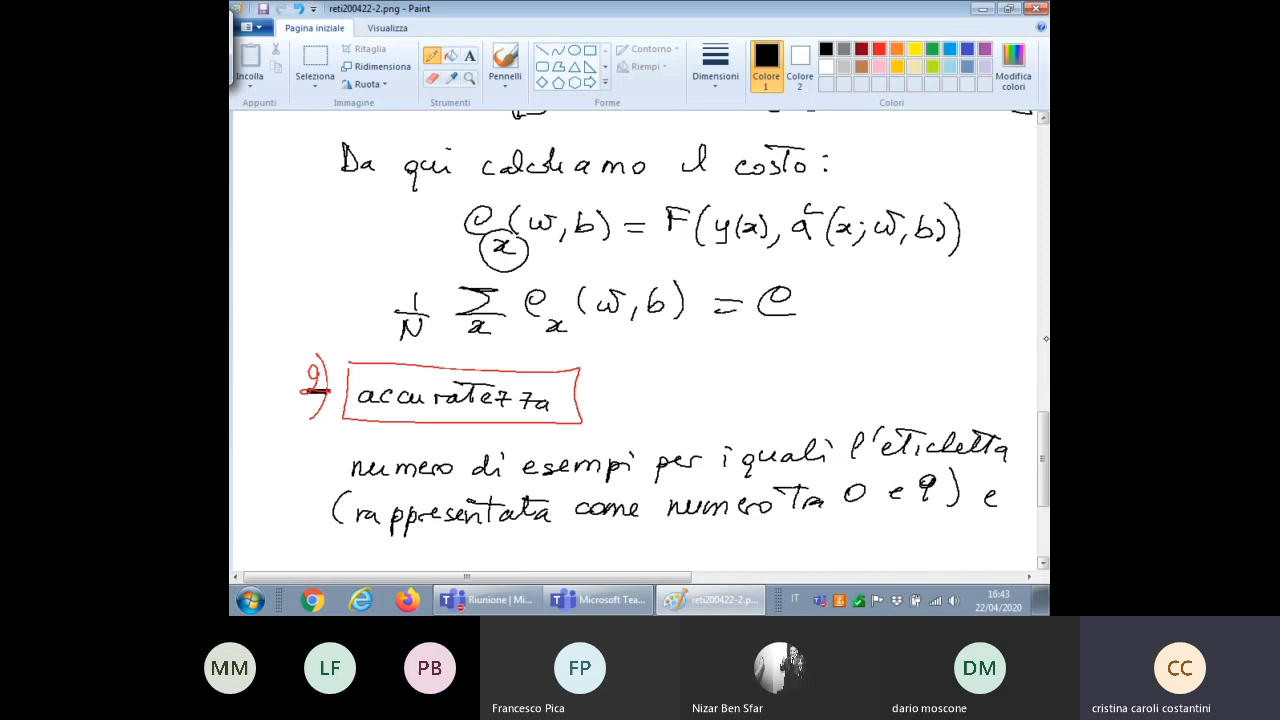 reti200422-2.png - Paint
Pagina iniziale
Visualizza
Incolla
Seleziona
Ritaglia
Ridimensiona
Ruota
Pennelli
Contorno
Riempi
Dimensioni
Colore 1
Colore 2
Modifica colori
Appunti
Immagine
Strumenti
Forme
Colori
Da qui calcoliamo il costo:
C_x (w, b) = F(y(x), a^L(x; w, b))
1/N Σ_x C_x (w, b) = C
9) accuratezza
numero di esempi per i quali l'etichetta
(rappresentata come numero tra 0 e 9) e
Riunione | Mi...
Microsoft Tea...
reti200422-2.p...
IT
16:43
22/04/2020
MM
LF
PB
FP
DM
CC
Francesco Pica
Nizar Ben Sfar
dario moscone
cristina caroli costantini